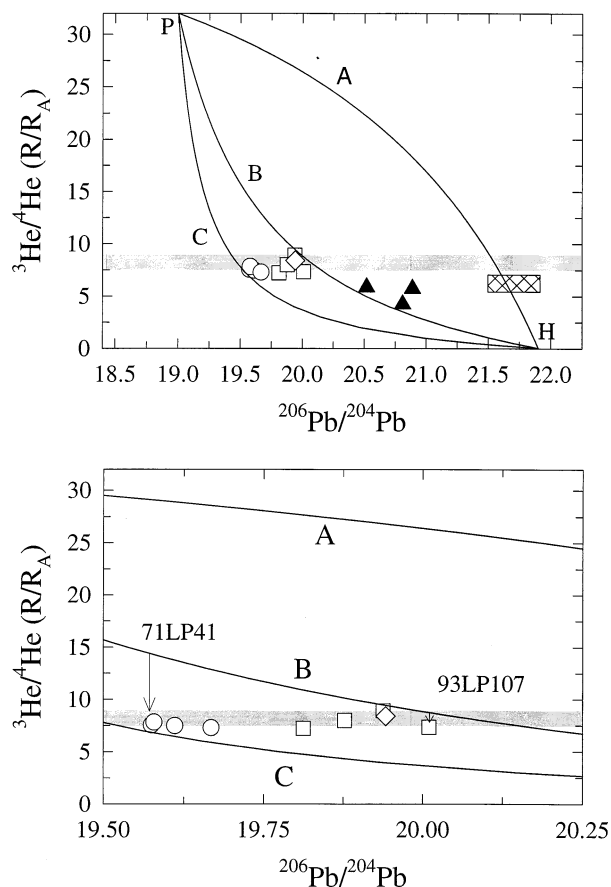 30
25
20
15
10
5
0
³He/⁴He (R/R_A)
P
A
B
C
H
18.5 19.0 19.5 20.0 20.5 21.0 21.5 22.0
²⁰⁶Pb/²⁰⁴Pb
30
25
20
15
10
5
0
³He/⁴He (R/R_A)
A
71LP41
B
93LP107
C
19.50 19.75 20.00 20.25
²⁰⁶Pb/²⁰⁴Pb